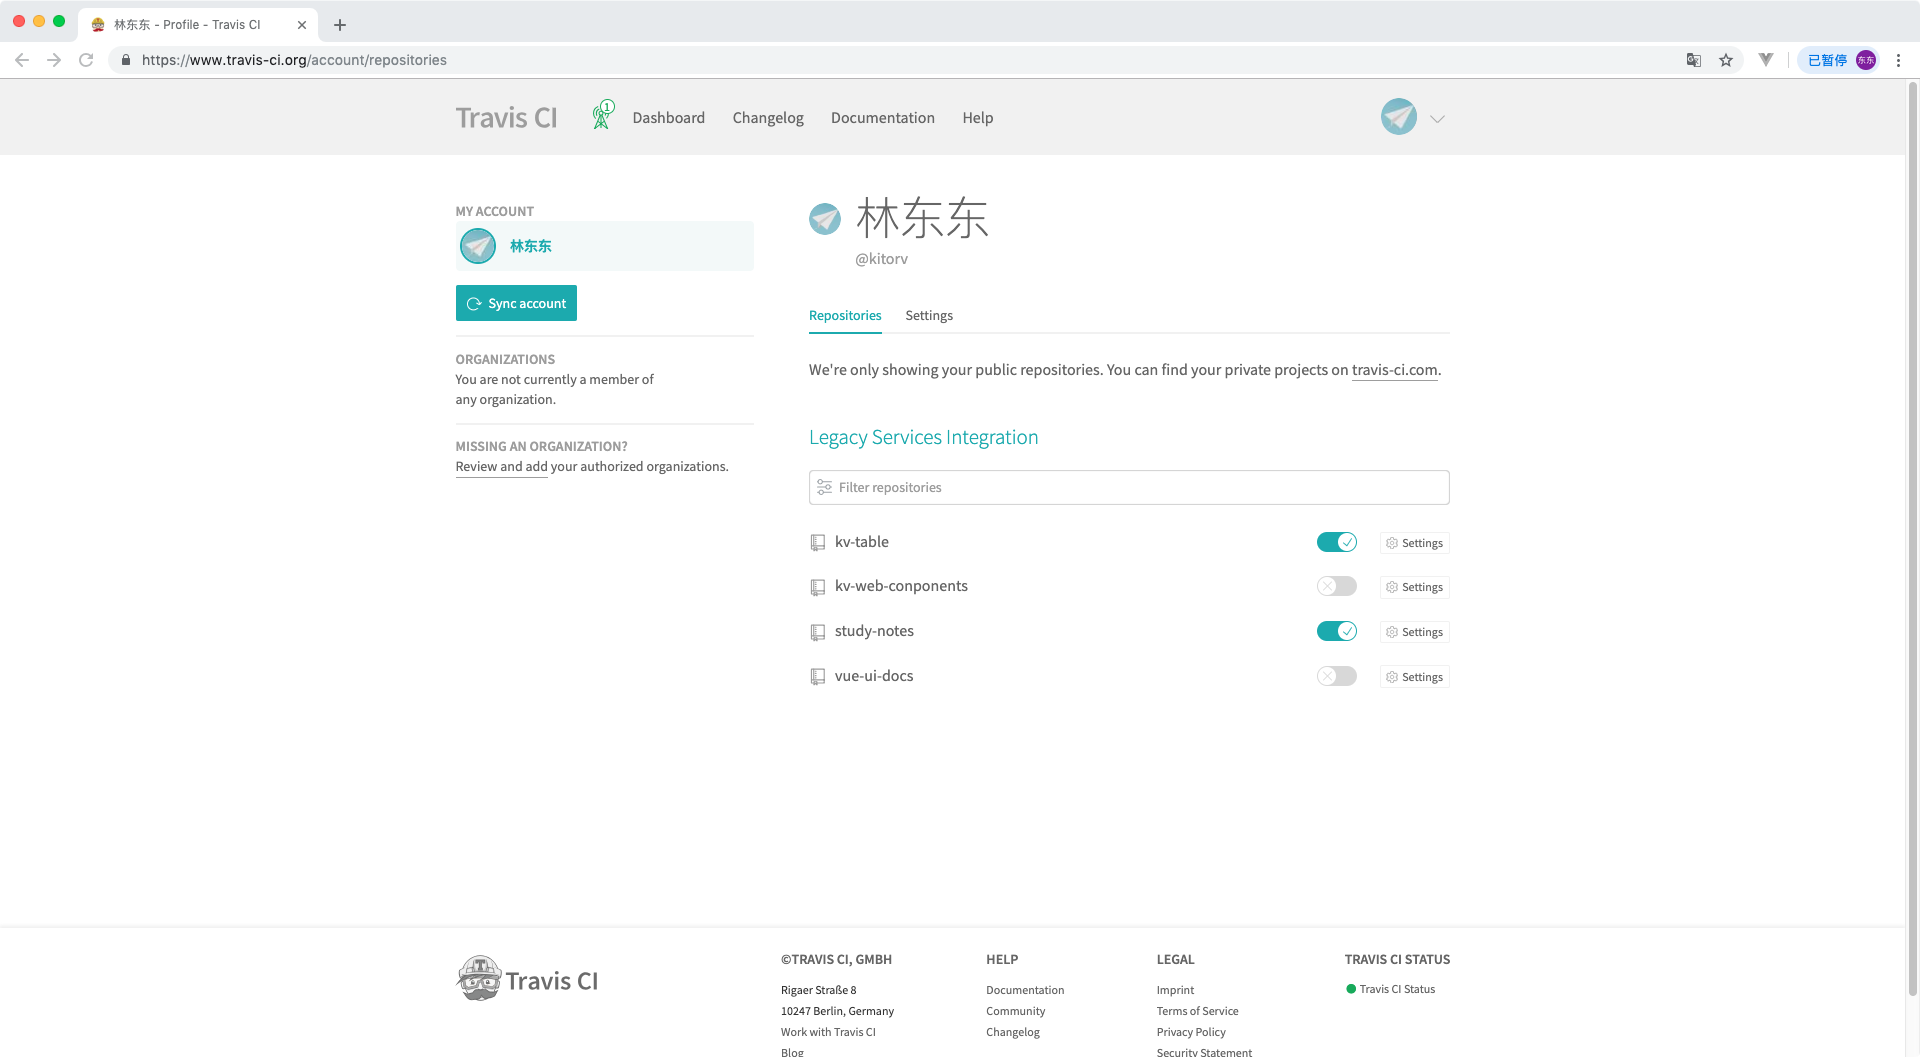 林东东 - Profile - Travis CI
https://www.travis-ci.org/account/repositories
已暂停 东东
Travis CI 1 Dashboard Changelog Documentation Help
MY ACCOUNT
林东东
Sync account
ORGANIZATIONS
You are not currently a member of
any organization.
MISSING AN ORGANIZATION?
Review and add your authorized organizations.
林东东
@kitorv
Repositories Settings
We're only showing your public repositories. You can find your private projects on travis-ci.com.
Legacy Services Integration
Filter repositories
kv-table Settings
kv-web-conponents Settings
study-notes Settings
vue-ui-docs Settings
Travis CI
©TRAVIS CI, GMBH
Rigaer Straße 8
10247 Berlin, Germany
Work with Travis CI
Blog
HELP
Documentation
Community
Changelog
LEGAL
Imprint
Terms of Service
Privacy Policy
Security Statement
TRAVIS CI STATUS
Travis CI Status